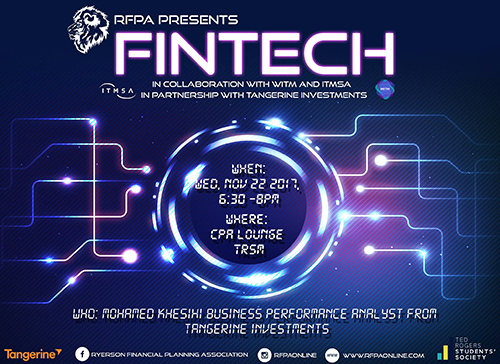 RFPA PRESENTS
FINTECH
IN COLLABORATION WITH WITM AND ITMSA
IN PARTNERSHIP WITH TANGERINE INVESTMENTS
ITMSA
WHEN:
WED, NOV 22 2017,
6:30 -8PM
WHERE:
CPA LOUNGE
TRSM
WHO: MOHAMED KHESIKI BUSINESS PERFORMANCE ANALYST FROM
TANGERINE INVESTMENTS
Tangerine
RYERSON FINANCIAL PLANNING ASSOCIATION
RFPAONLINE
WWW.RFPAONLINE.COM
TED
ROGERS
STUDENTS'
SOCIETY